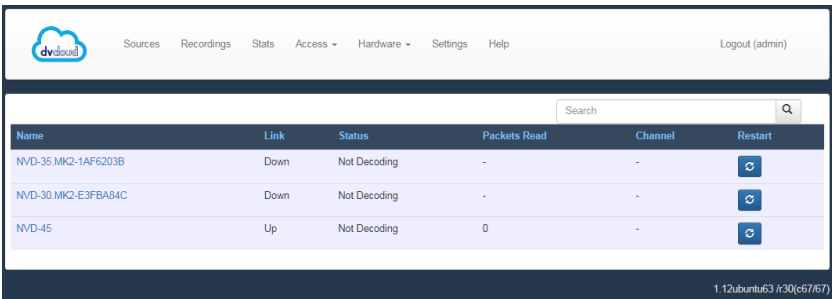 dvcloud Sources Recordings Stats Access Hardware Settings Help Logout (admin)
Search
Name Link Status Packets Read Channel Restart
NVD-35.MK2-1AF6203B Down Not Decoding - -
NVD-30.MK2-E3FBA84C Down Not Decoding - -
NVD-45 Up Not Decoding 0 -
1.12ubuntu63 /r30(c67/67)